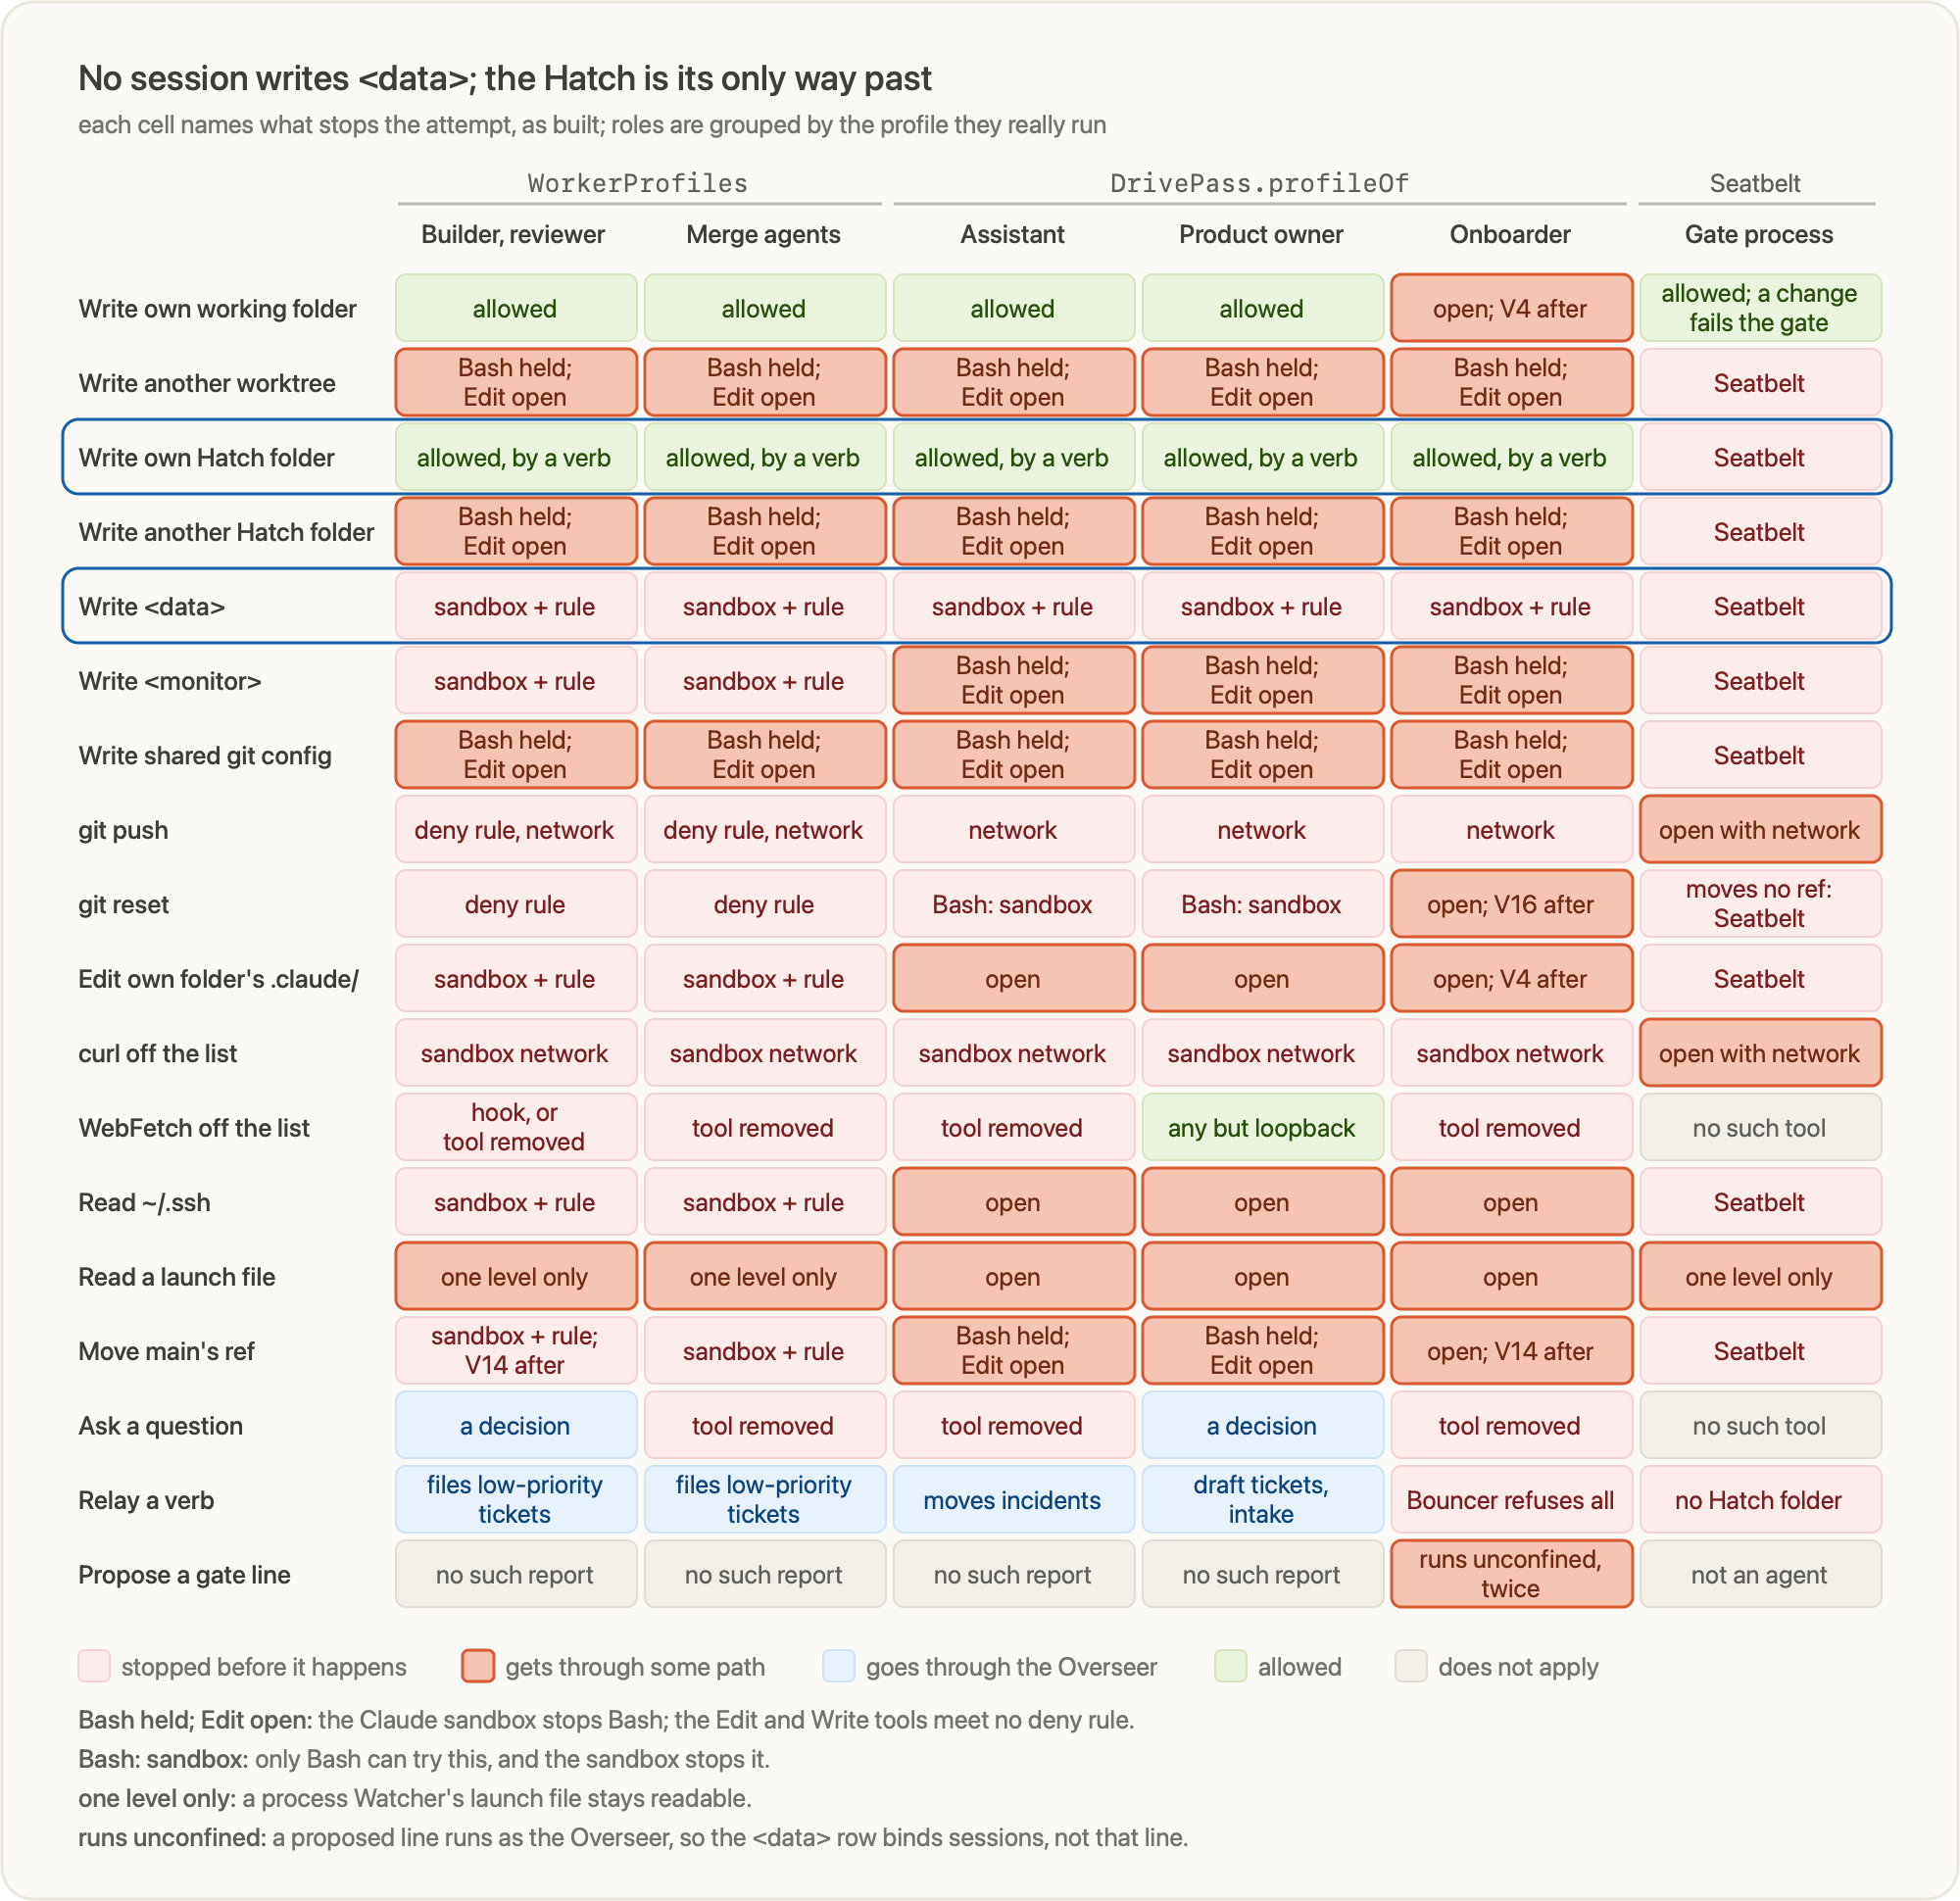 No session writes <data>; the Hatch is its only way past
each cell names what stops the attempt, as built; roles are grouped by the profile they really run
WorkerProfiles
DrivePass.profileOf
Seatbelt
Builder, reviewer
Merge agents
Assistant
Product owner
Onboarder
Gate process
Write own working folder
allowed
allowed
allowed
allowed
open; V4 after
allowed; a change
fails the gate
Write another worktree
Bash held;
Edit open
Bash held;
Edit open
Bash held;
Edit open
Bash held;
Edit open
Bash held;
Edit open
Seatbelt
Write own Hatch folder
allowed, by a verb
allowed, by a verb
allowed, by a verb
allowed, by a verb
allowed, by a verb
Seatbelt
Write another Hatch folder
Bash held;
Edit open
Bash held;
Edit open
Bash held;
Edit open
Bash held;
Edit open
Bash held;
Edit open
Seatbelt
Write <data>
sandbox + rule
sandbox + rule
sandbox + rule
sandbox + rule
sandbox + rule
Seatbelt
Write <monitor>
sandbox + rule
sandbox + rule
Bash held;
Edit open
Bash held;
Edit open
Bash held;
Edit open
Seatbelt
Write shared git config
Bash held;
Edit open
Bash held;
Edit open
Bash held;
Edit open
Bash held;
Edit open
Bash held;
Edit open
Seatbelt
git push
deny rule, network
deny rule, network
network
network
network
open with network
git reset
deny rule
deny rule
Bash: sandbox
Bash: sandbox
open; V16 after
moves no ref:
Seatbelt
Edit own folder's .claude/
sandbox + rule
sandbox + rule
open
open
open; V4 after
Seatbelt
curl off the list
sandbox network
sandbox network
sandbox network
sandbox network
sandbox network
open with network
WebFetch off the list
hook, or
tool removed
tool removed
tool removed
any but loopback
tool removed
no such tool
Read ~/.ssh
sandbox + rule
sandbox + rule
open
open
open
Seatbelt
Read a launch file
one level only
one level only
open
open
open
one level only
Move main's ref
sandbox + rule;
V14 after
sandbox + rule
Bash held;
Edit open
Bash held;
Edit open
open; V14 after
Seatbelt
Ask a question
a decision
tool removed
tool removed
a decision
tool removed
no such tool
Relay a verb
files low-priority
tickets
files low-priority
tickets
moves incidents
draft tickets,
intake
Bouncer refuses all
no Hatch folder
Propose a gate line
no such report
no such report
no such report
no such report
runs unconfined,
twice
not an agent
stopped before it happens
gets through some path
goes through the Overseer
allowed
does not apply
Bash held; Edit open: the Claude sandbox stops Bash; the Edit and Write tools meet no deny rule.
Bash: sandbox: only Bash can try this, and the sandbox stops it.
one level only: a process Watcher's launch file stays readable.
runs unconfined: a proposed line runs as the Overseer, so the <data> row binds sessions, not that line.